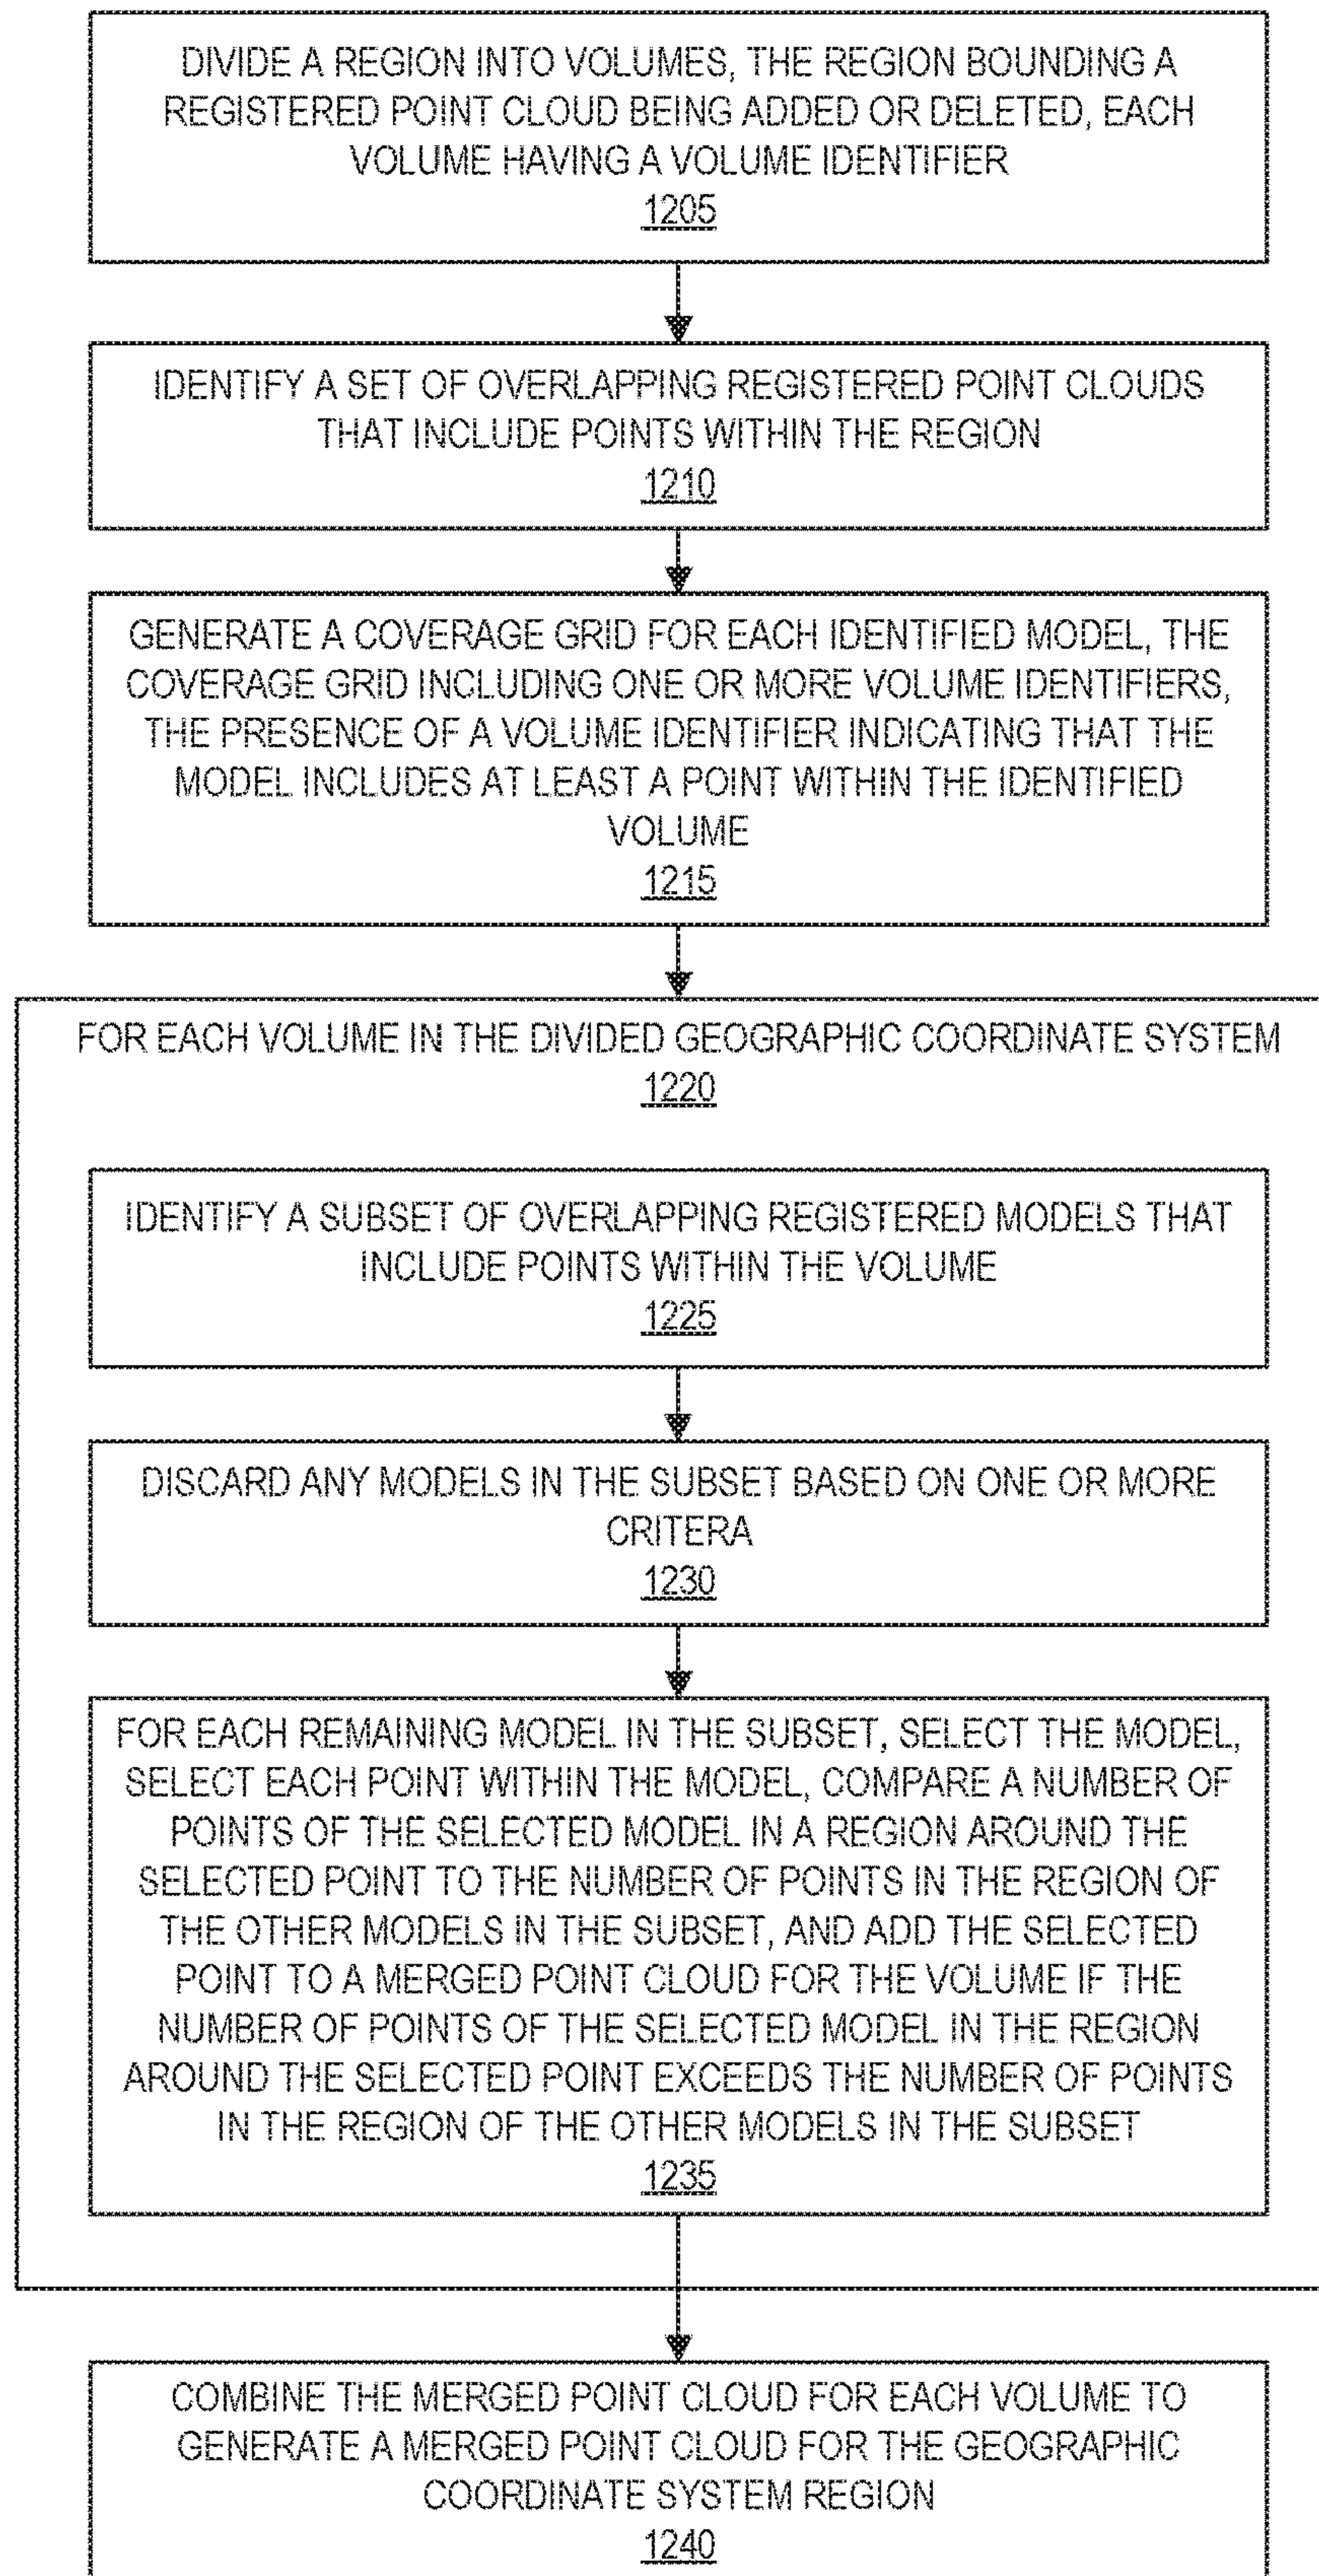 DIVIDE A REGION INTO VOLUMES, THE REGION BOUNDING A
REGISTERED POINT CLOUD BEING ADDED OR DELETED, EACH
VOLUME HAVING A VOLUME IDENTIFIER
1205
IDENTIFY A SET OF OVERLAPPING REGISTERED POINT CLOUDS
THAT INCLUDE POINTS WITHIN THE REGION
1210
GENERATE A COVERAGE GRID FOR EACH IDENTIFIED MODEL, THE
COVERAGE GRID INCLUDING ONE OR MORE VOLUME IDENTIFIERS,
THE PRESENCE OF A VOLUME IDENTIFIER INDICATING THAT THE
MODEL INCLUDES AT LEAST A POINT WITHIN THE IDENTIFIED
VOLUME
1215
FOR EACH VOLUME IN THE DIVIDED GEOGRAPHIC COORDINATE SYSTEM
1220
IDENTIFY A SUBSET OF OVERLAPPING REGISTERED MODELS THAT
INCLUDE POINTS WITHIN THE VOLUME
1225
DISCARD ANY MODELS IN THE SUBSET BASED ON ONE OR MORE
CRITERA
1230
FOR EACH REMAINING MODEL IN THE SUBSET, SELECT THE MODEL,
SELECT EACH POINT WITHIN THE MODEL, COMPARE A NUMBER OF
POINTS OF THE SELECTED MODEL IN A REGION AROUND THE
SELECTED POINT TO THE NUMBER OF POINTS IN THE REGION OF
THE OTHER MODELS IN THE SUBSET, AND ADD THE SELECTED
POINT TO A MERGED POINT CLOUD FOR THE VOLUME IF THE
NUMBER OF POINTS OF THE SELECTED MODEL IN THE REGION
AROUND THE SELECTED POINT EXCEEDS THE NUMBER OF POINTS
IN THE REGION OF THE OTHER MODELS IN THE SUBSET
1235
COMBINE THE MERGED POINT CLOUD FOR EACH VOLUME TO
GENERATE A MERGED POINT CLOUD FOR THE GEOGRAPHIC
COORDINATE SYSTEM REGION
1240